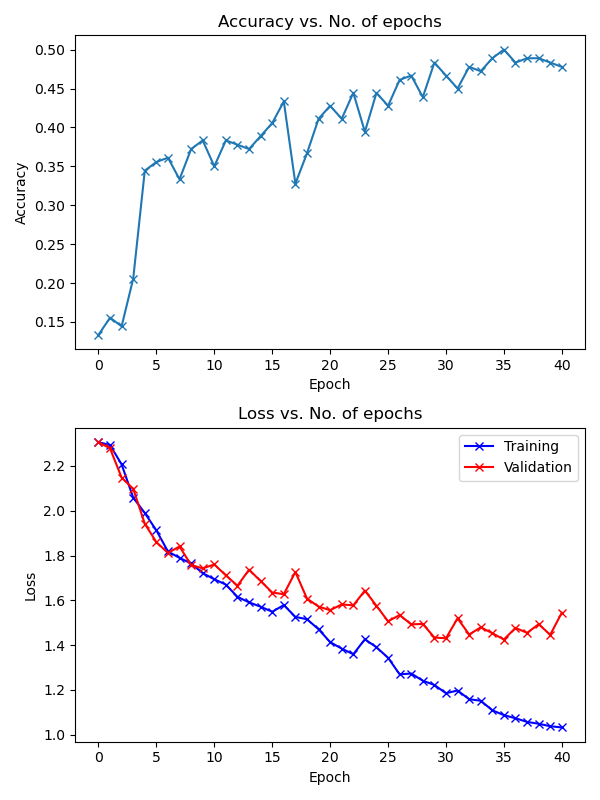 Accuracy vs. No. of epochs
0.50
0.45
0.40
0.35
0.30
0.25
0.20
0.15
Accuracy
0 5 10 15 20 25 30 35 40
Epoch
Loss vs. No. of epochs
Training
Validation
2.2
2.0
1.8
1.6
1.4
1.2
1.0
Loss
0 5 10 15 20 25 30 35 40
Epoch